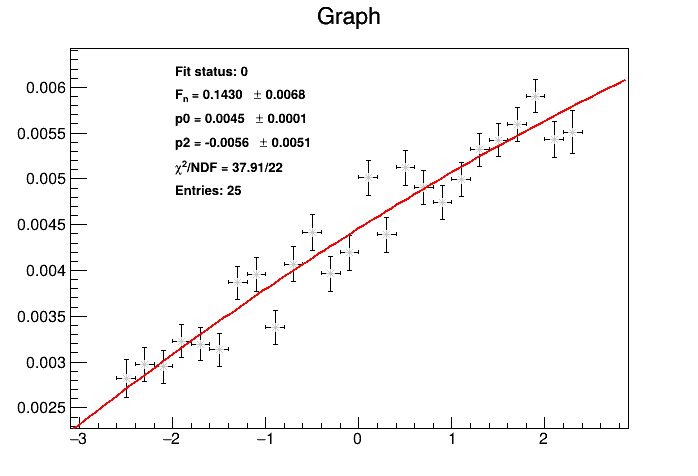 Graph
Fit status: 0
Fn = 0.1430 ± 0.0068
p0 = 0.0045 ± 0.0001
p2 = -0.0056 ± 0.0051
χ²/NDF = 37.91/22
Entries: 25
0.006
0.0055
0.005
0.0045
0.004
0.0035
0.003
0.0025
−3 −2 −1 0 1 2